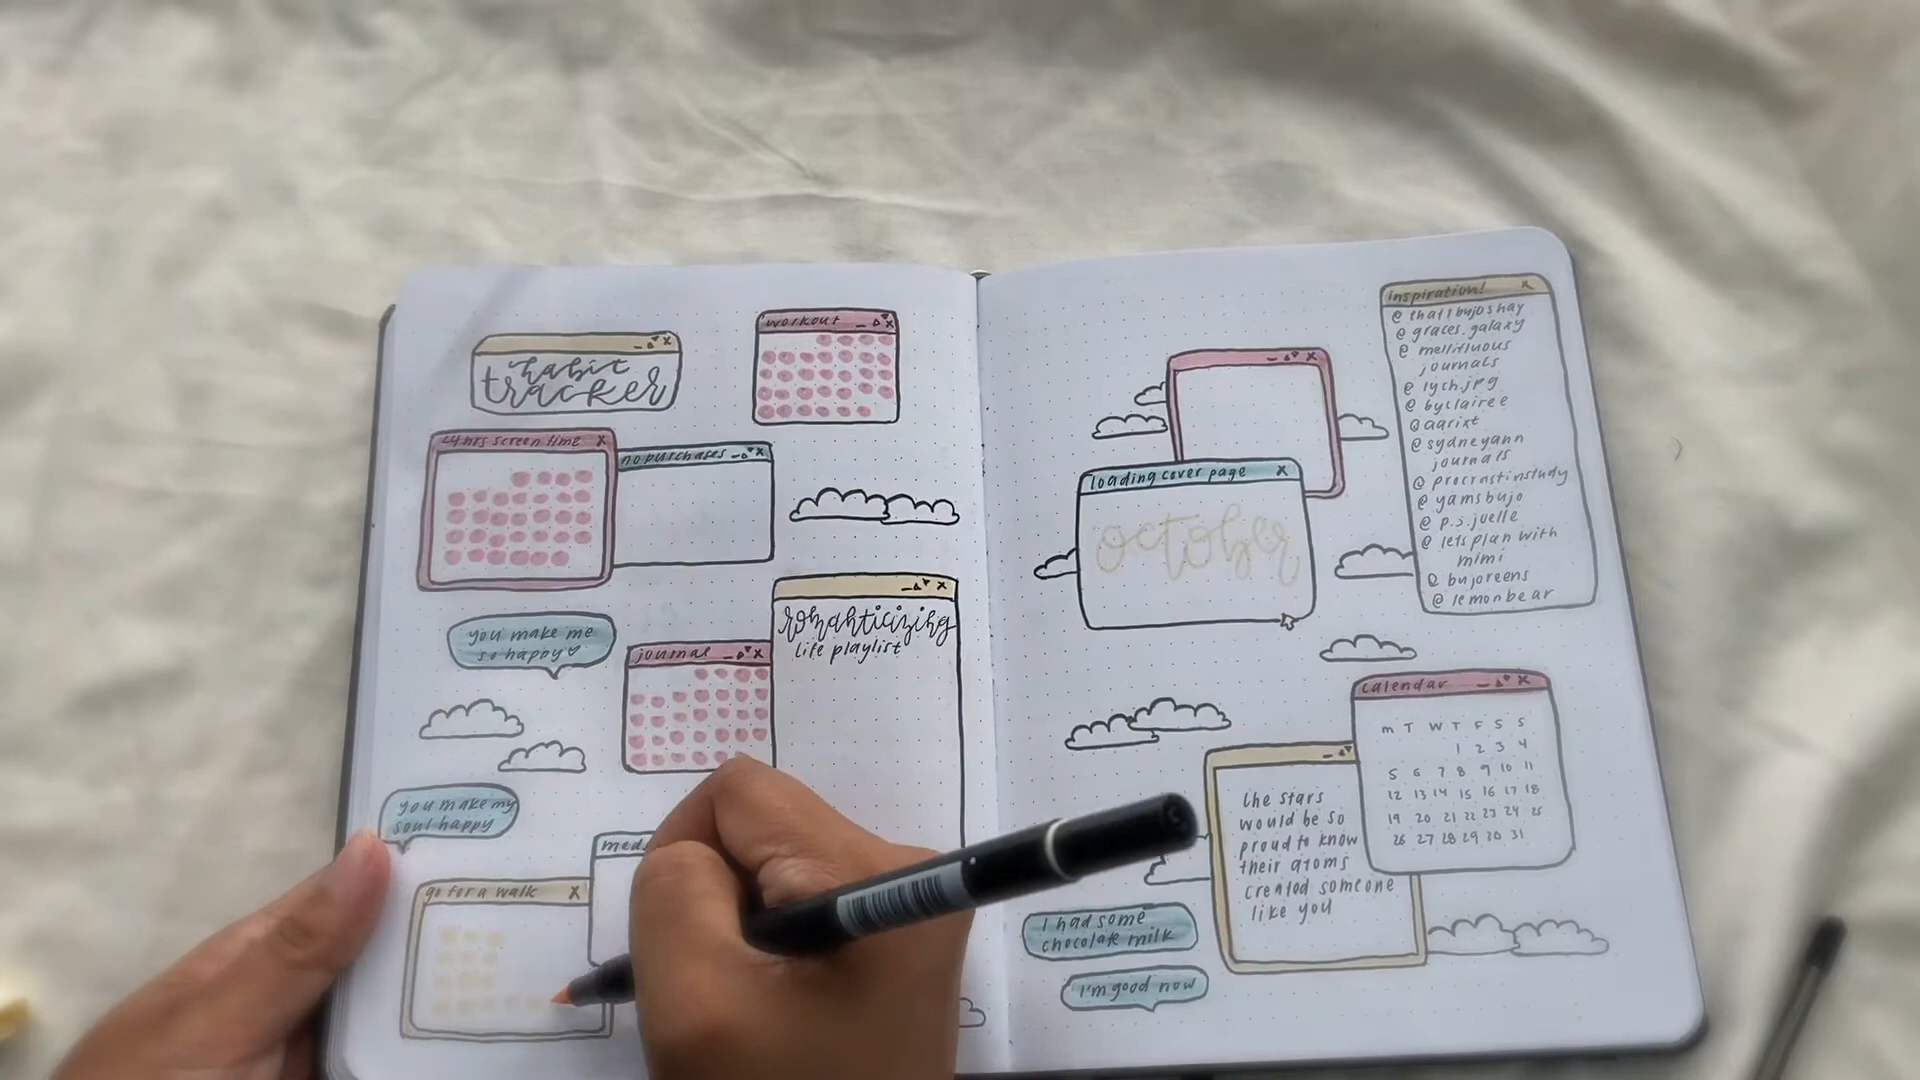 habit
tracker
workout
hrs screen time
no purchases
you make me
so happy♡
journal
romanticizing
life playlist
you make my
soul happy
go for a walk
loading cover page
october
inspiration!
@ thattbujoshay
@ graces.galaxy
@ mellifluous
journals
@ lych.jpg
@ byclairee
@ aarixt
@ sydneyann
journals
@ procrastinstudy
@ yamsbujo
@ p.s.juelle
@ lets plan with
mimi
@ bujoreens
@ lemonbear
calendar
M T W T F S S
1 2 3 4
5 6 7 8 9 10 11
12 13 14 15 16 17 18
19 20 21 22 23 24 25
26 27 28 29 30 31
the stars
would be so
proud to know
their atoms
created someone
like you
I had some
chocolate milk
I'm good now